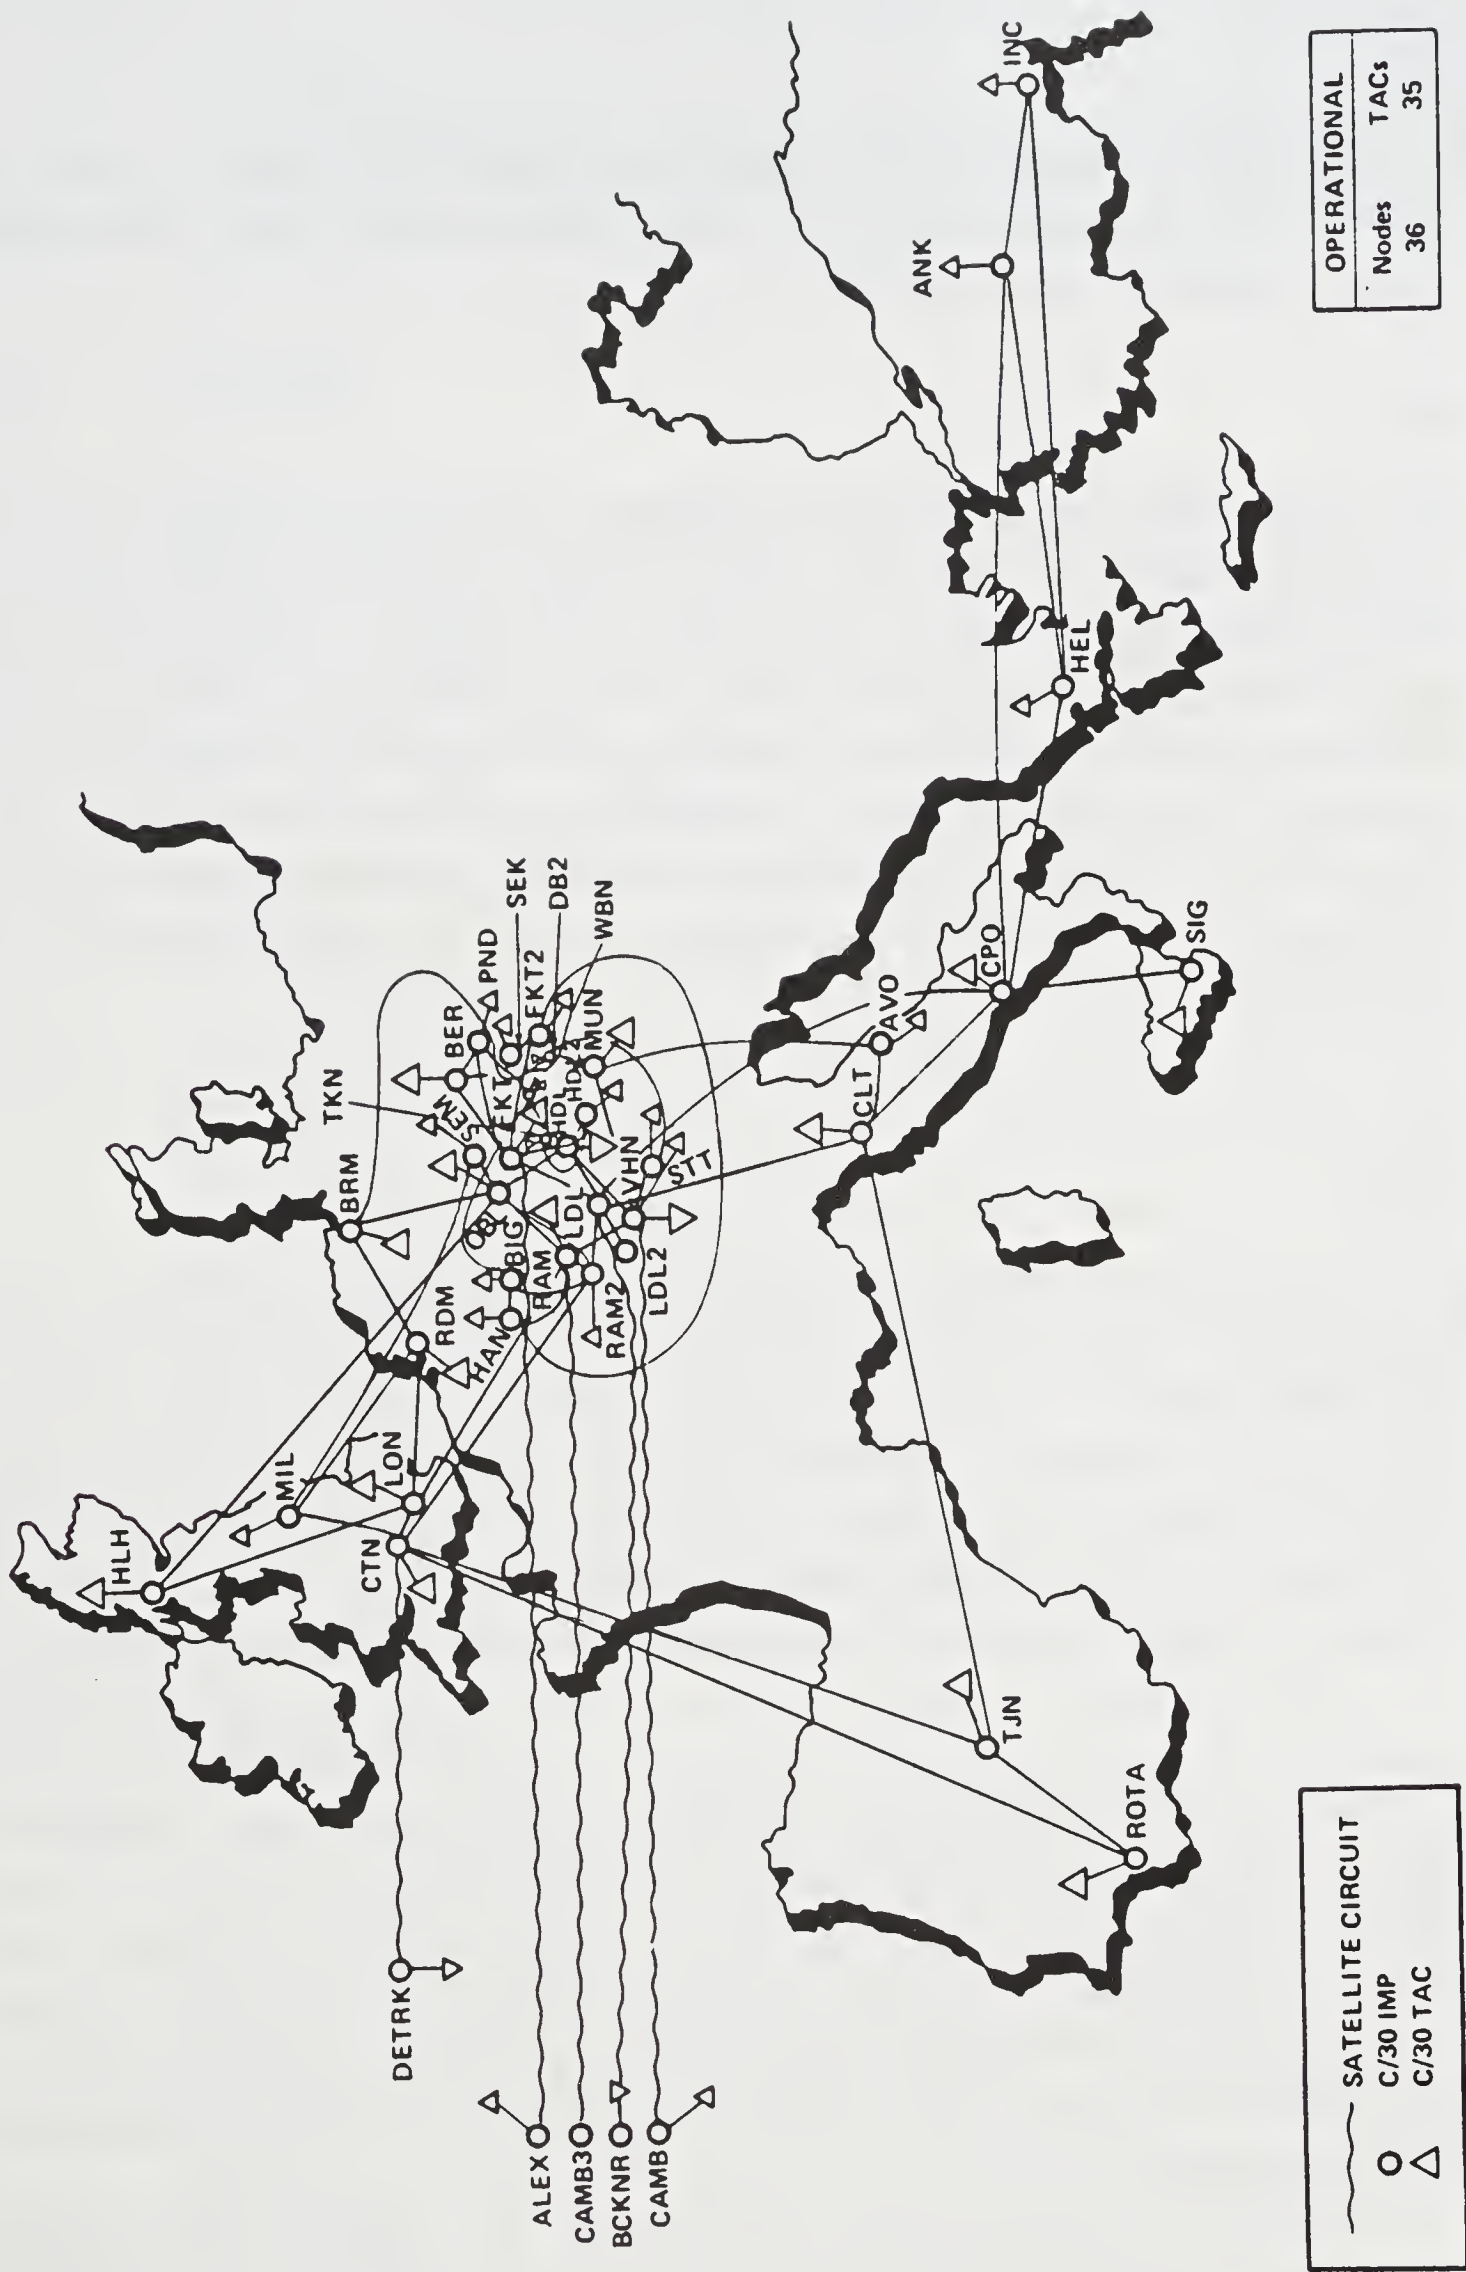 HLH
MIL
LON
CTN
DETRK
ALEX
CAMB3
BCKNR
CAMB
BRM
RDM
HAN
TKN
BER
PND
SEM
SEK
FKT2
DB2
WBN
MUN
FKT
HDL
BIG
RAM
LDL
VHN
STT
RAM2
LDL2
AVO
CLT
CPO
SIG
HEL
ANK
INC
TJN
ROTA
SATELLITE CIRCUIT
C/30 IMP
C/30 TAC
OPERATIONAL
Nodes TACs
36 35